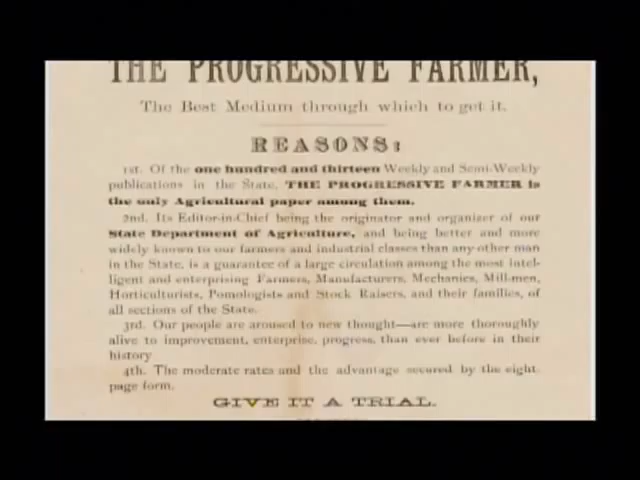 THE PROGRESSIVE FARMER,
The Best Medium through which to get it.
REASONS:
1st. Of the one hundred and thirteen Weekly and Semi-Weekly
publications in the State, THE PROGRESSIVE FARMER is
the only Agricultural paper among them.
2nd. Its Editor-in-Chief being the originator and organizer of our
State Department of Agriculture, and being better and more
widely known to our farmers and industrial classes than any other man
in the State, is a guarantee of a large circulation among the most intel-
ligent and enterprising Farmers, Manufacturers, Mechanics, Mill-men,
Horticulturists, Pomologists and Stock Raisers, and their families, of
all sections of the State.
3rd. Our people are aroused to new thought—are more thoroughly
alive to improvement, enterprise, progress, than ever before in their
history
4th. The moderate rates and the advantage secured by the eight
page form.
GIVE IT A TRIAL.